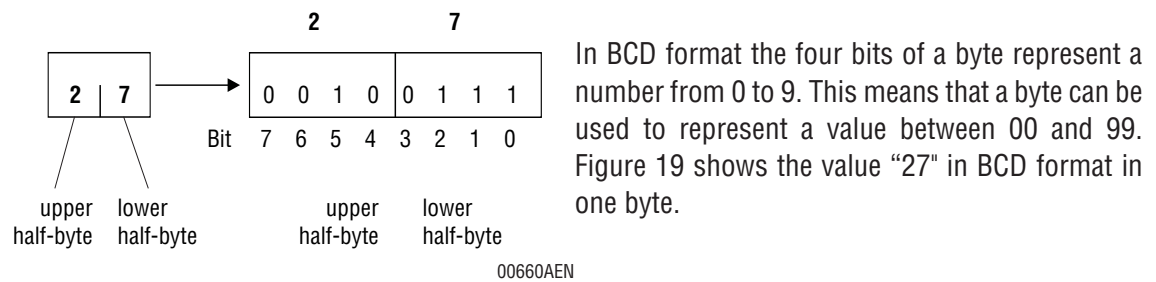 2 7
2 7
0 0 1 0 0 1 1 1
Bit 7 6 5 4 3 2 1 0
upper lower
half-byte half-byte
upper lower
half-byte half-byte
00660AEN
In BCD format the four bits of a byte represent a
number from 0 to 9. This means that a byte can be
used to represent a value between 00 and 99.
Figure 19 shows the value “27" in BCD format in
one byte.